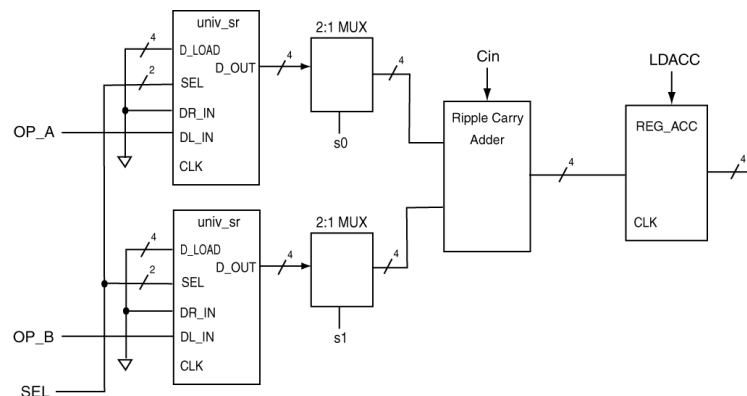 univ_sr
2:1 MUX
4
D_LOAD
D_OUT
4
4
2
SEL
DR_IN
OP_A
DL_IN
CLK
s0
Cin
Ripple Carry
Adder
4
LDACC
REG_ACC
4
CLK
univ_sr
2:1 MUX
4
D_LOAD
D_OUT
4
4
2
SEL
DR_IN
OP_B
DL_IN
CLK
s1
SEL